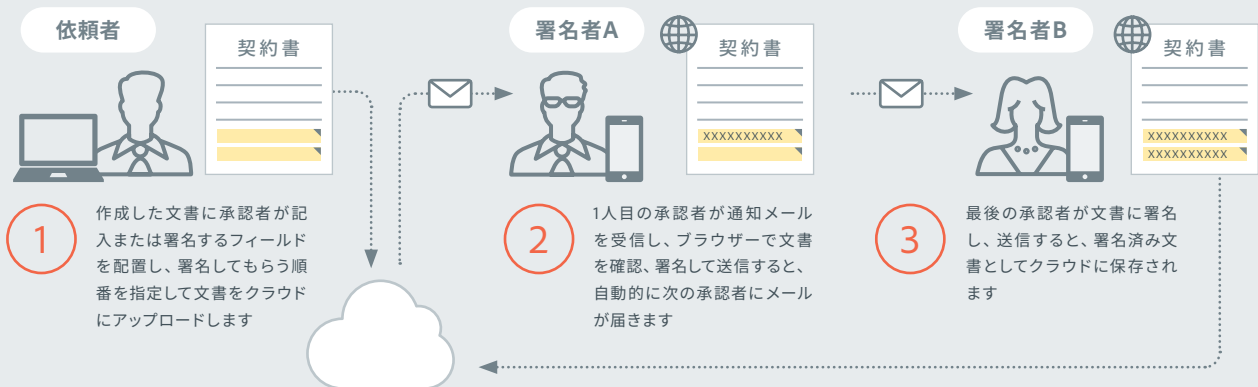 依頼者
契約書
署名者A
契約書
XXXXXXXXXX
署名者B
契約書
XXXXXXXXXX
XXXXXXXXXX
1
作成した文書に承認者が記
入または署名するフィールド
を配置し、署名してもらう順
番を指定して文書をクラウド
にアップロードします
2
1人目の承認者が通知メール
を受信し、ブラウザーで文書
を確認、署名して送信すると、
自動的に次の承認者にメール
が届きます
3
最後の承認者が文書に署名
し、送信すると、署名済み文
書としてクラウドに保存され
ます